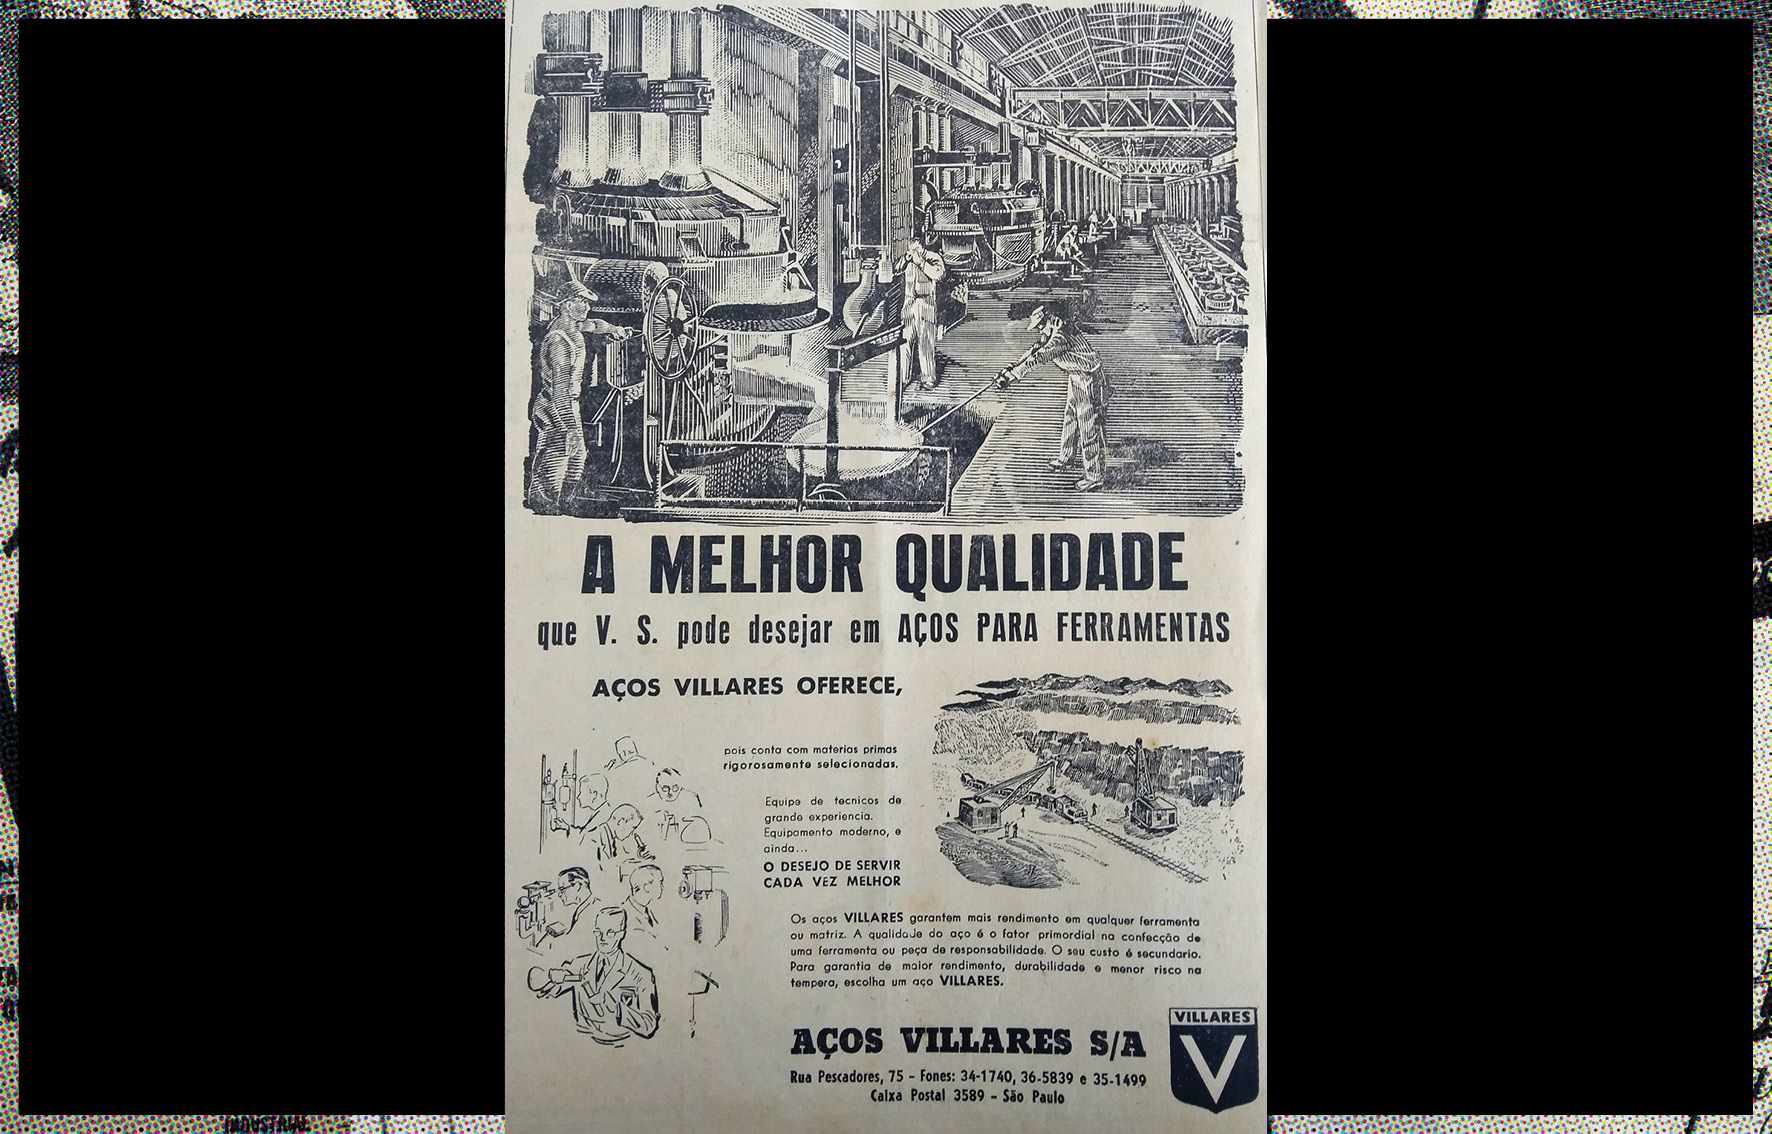 A MELHOR QUALIDADE
que V. S. pode desejar em AÇOS PARA FERRAMENTAS
AÇOS VILLARES OFERECE,
pois conta com materias primas
rigorosamente selecionadas.
Equipe de tecnicos de
grande experiencia.
Equipamento moderno, e
ainda...
O DESEJO DE SERVIR
CADA VEZ MELHOR
Os aços VILLARES garantem mais rendimento em qualquer ferramenta
ou matriz. A qualidade do aço é o fator primordial na confecção de
uma ferramenta ou peça de responsabilidade. O seu custo é secundario.
Para garantia de maior rendimento, durabilidade e menor risco na
tempera, escolha um aço VILLARES.
VILLARES
V
AÇOS VILLARES S/A
Rua Pescadores, 75 - Fones: 34-1740, 36-5839 e 35-1499
Caixa Postal 3589 - São Paulo
INDUSTRIAL